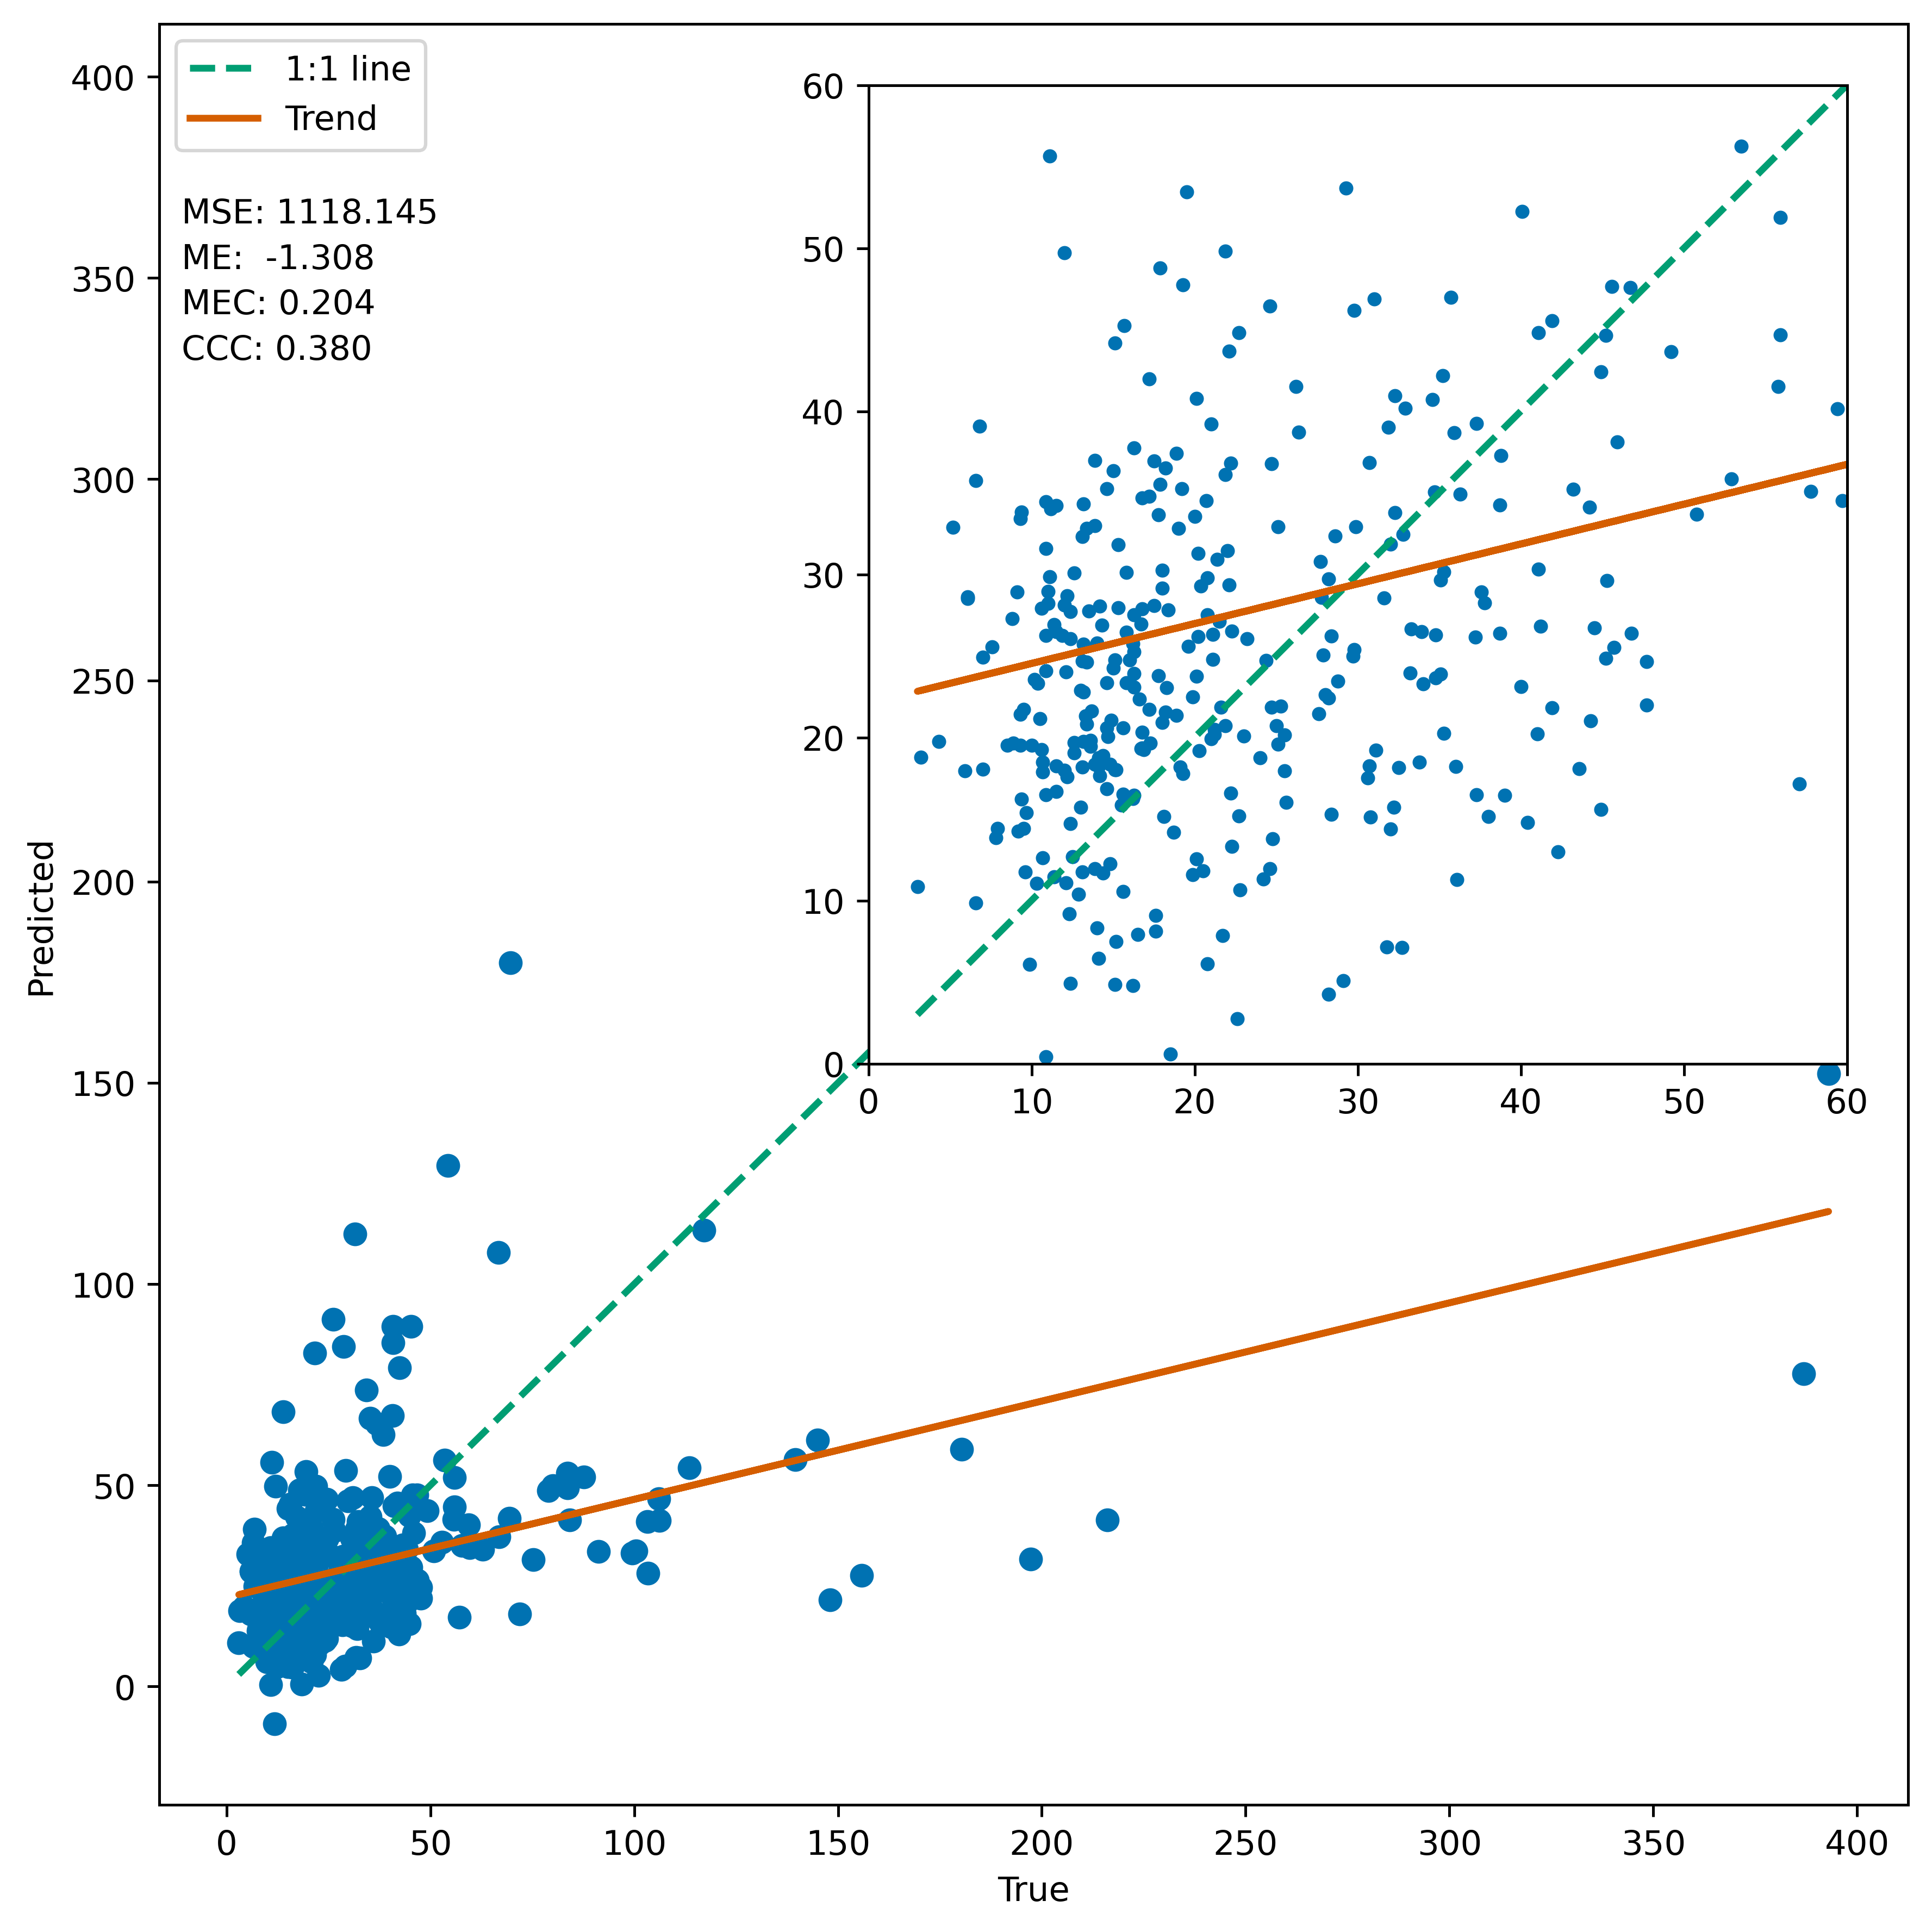 1:1 line
Trend
MSE: 1118.145
ME: -1.308
MEC: 0.204
CCC: 0.380
400
350
300
250
200
150
100
50
0
Predicted
60
50
40
30
20
10
0
0 10 20 30 40 50 60
0 50 100 150 200 250 300 350 400
True